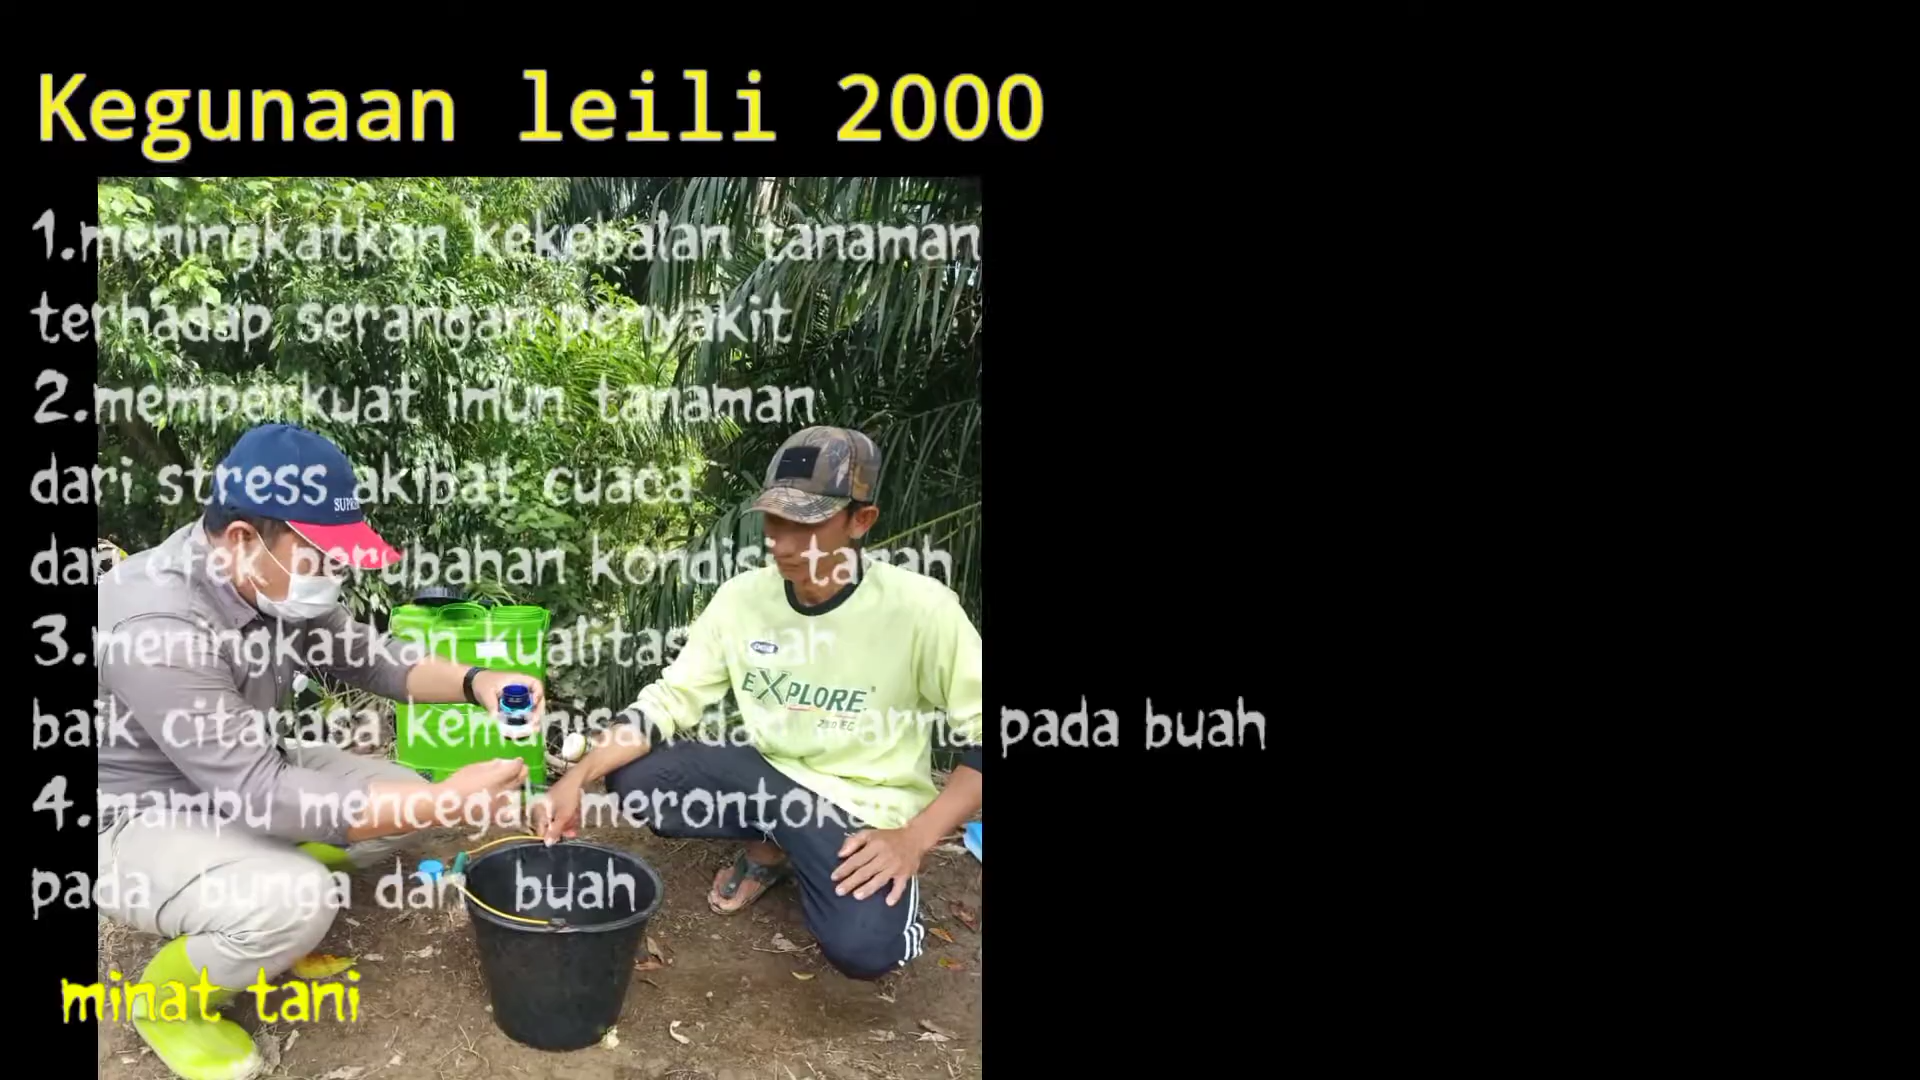 Kegunaan leili 2000
1.meningkatkan kekebalan tanaman
terhadap serangan penyakit
2.memperkuat imun tanaman
dari stress akibat cuaca
dan efek perubahan kondisi tanah
3.meningkatkan kualitas buah
baik citarasa kemanisan dan warna pada buah
4.mampu mencegah merontokan
pada bunga dan buah
minat tani
EXPLORE